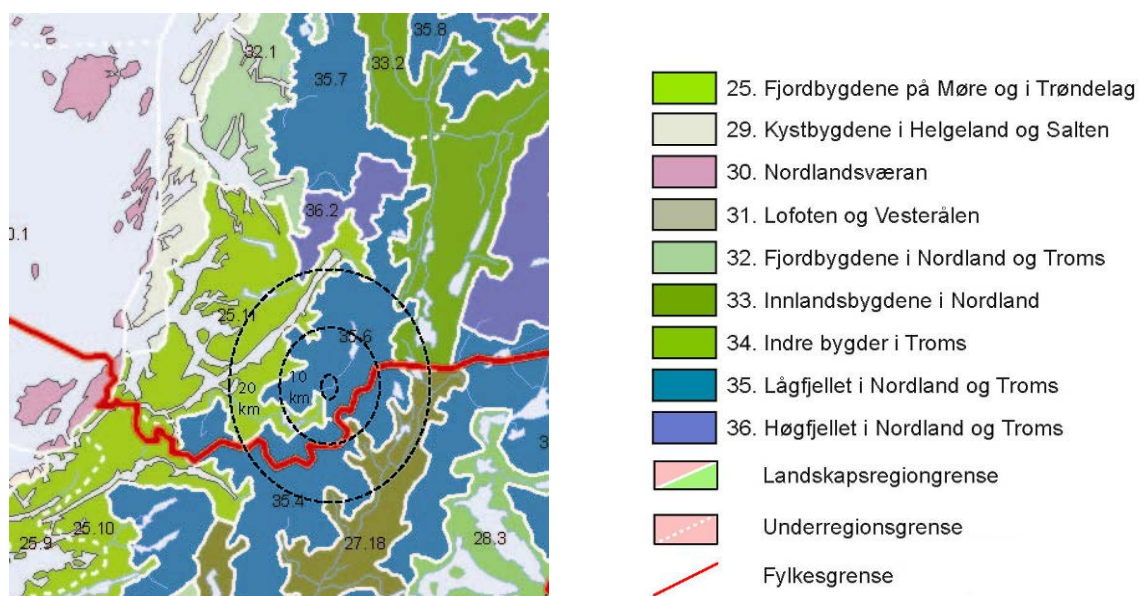 32.1
35.7
33.2
35.8
36.2
0.1
25.11
35.6
20
km
10
km
35.4
27.18
28.3
3
25.10
25.9
25. Fjordbygdene på Møre og i Trøndelag
29. Kystbygdene i Helgeland og Salten
30. Nordlandsværan
31. Lofoten og Vesterålen
32. Fjordbygdene i Nordland og Troms
33. Innlandsbygdene i Nordland
34. Indre bygder i Troms
35. Lågfjellet i Nordland og Troms
36. Høgfjellet i Nordland og Troms
Landskapsregiongrense
Underregionsgrense
Fylkesgrense